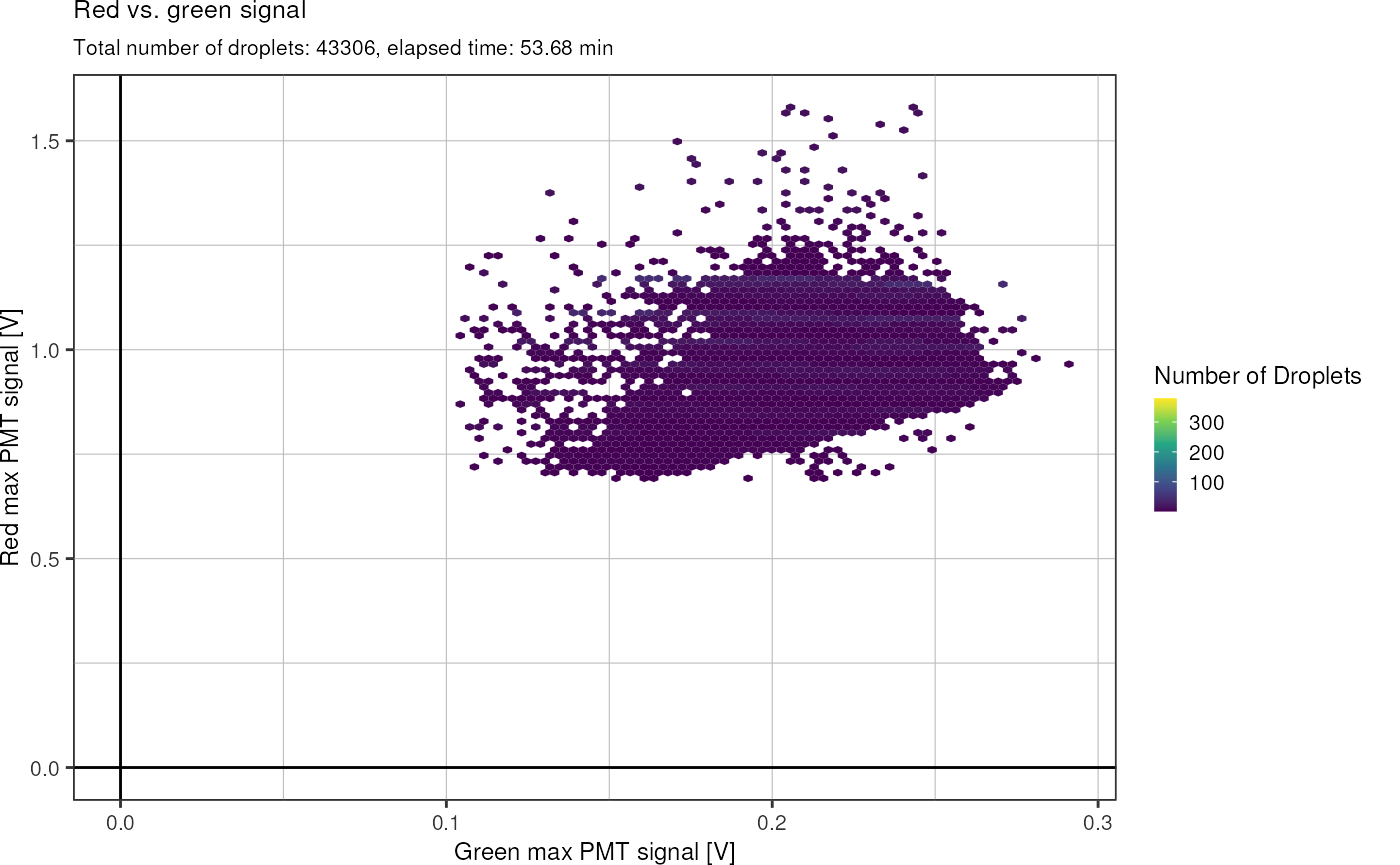 Red vs. green signal
Total number of droplets: 43306, elapsed time: 53.68 min
Red max PMT signal [V]
1.5
1.0
0.5
0.0
0.0
0.1
0.2
0.3
Green max PMT signal [V]
Number of Droplets
300
200
100